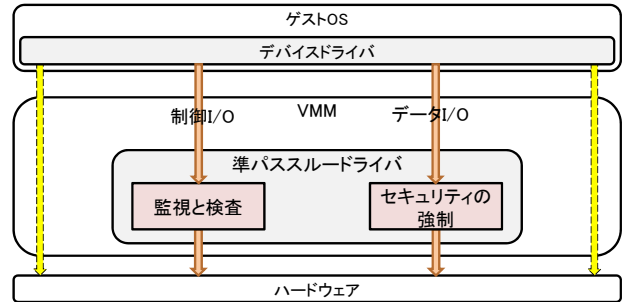 ゲストOS
デバイスドライバ
制御I/O
VMM
データI/O
準パススルードライバ
監視と検査
セキュリティの
強制
ハードウェア